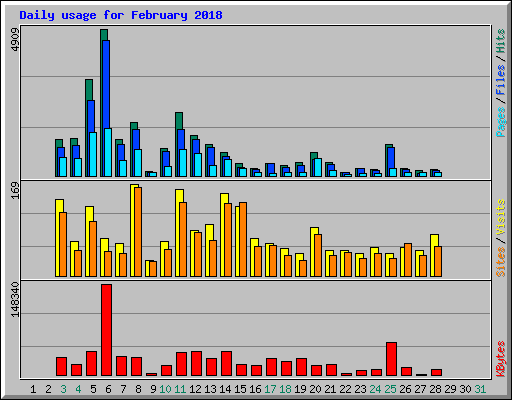 Daily usage for February 2018
4909
Pages / Files / Hits
169
Sites / Visits
148340
KBytes
1 2 3 4 5 6 7 8 9 10 11 12 13 14 15 16 17 18 19 20 21 22 23 24 25 26 27 28 29 30 31